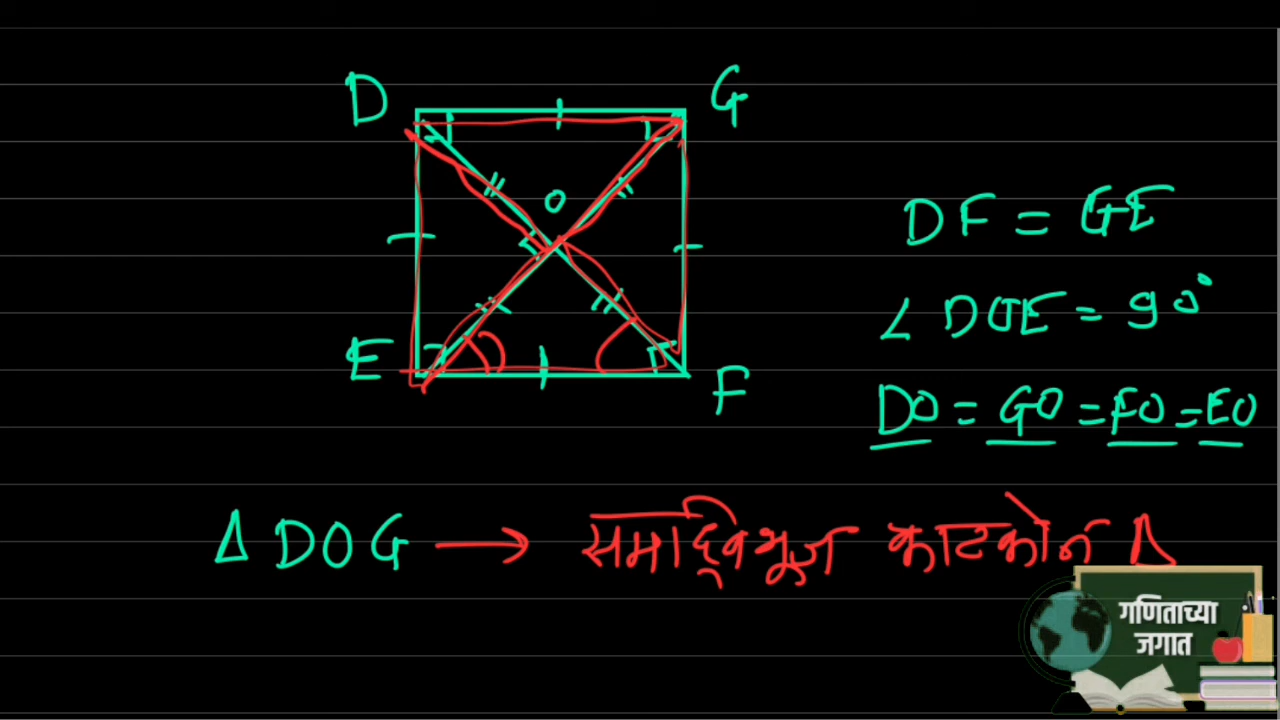 D G
O
DF = GE
∠DOE = 90°
E F
DO = GO = FO = EO
Δ DOG → समद्विभूज काटकोन Δ
गणिताच्या
जगात